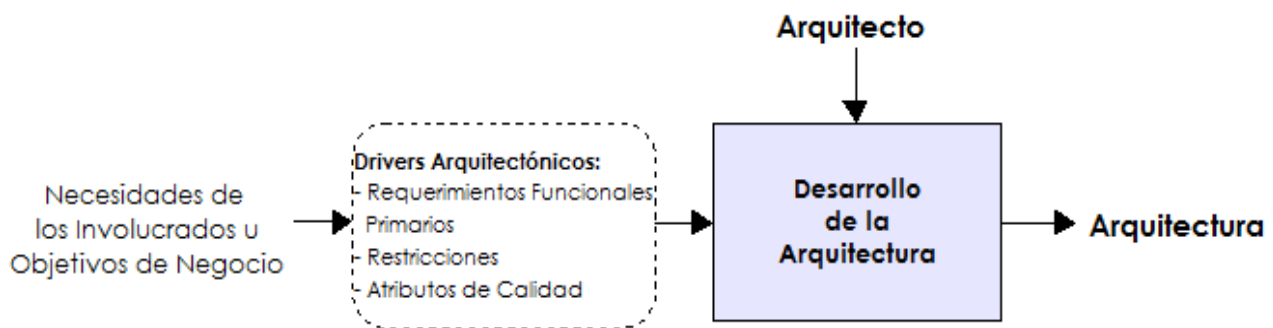 Arquitecto
Necesidades de
los Involucrados u
Objetivos de Negocio
Drivers Arquitectónicos:
- Requerimientos Funcionales
Primarios
- Restricciones
- Atributos de Calidad
Desarrollo
de la
Arquitectura
Arquitectura